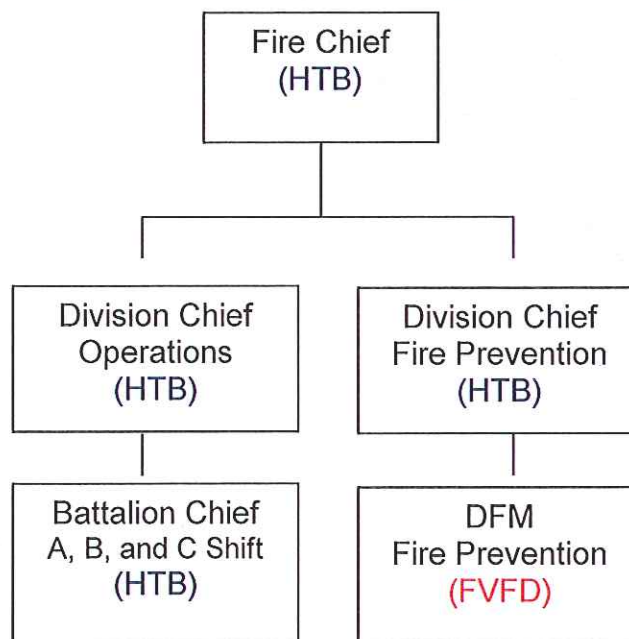 Fire Chief
(HTB)
Division Chief
Operations
(HTB)
Division Chief
Fire Prevention
(HTB)
Battalion Chief
A, B, and C Shift
(HTB)
DFM
Fire Prevention
(FVFD)